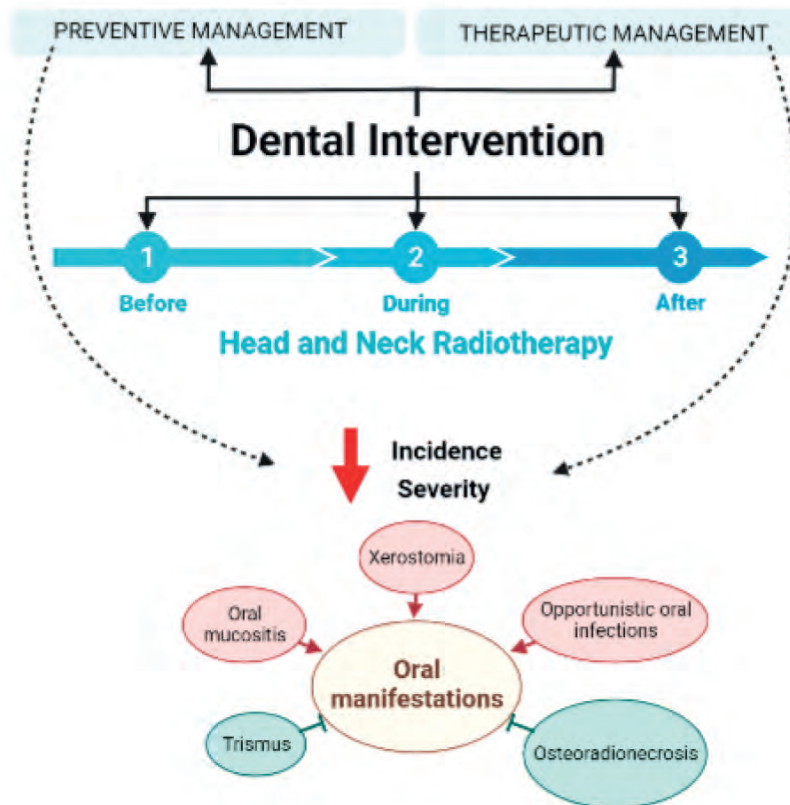 PREVENTIVE MANAGEMENT
THERAPEUTIC MANAGEMENT
Dental Intervention
1
2
3
Before
During
After
Head and Neck Radiotherapy
Incidence
Severity
Xerostomia
Oral
mucositis
Opportunistic oral
infections
Oral
manifestations
Trismus
Osteoradionecrosis